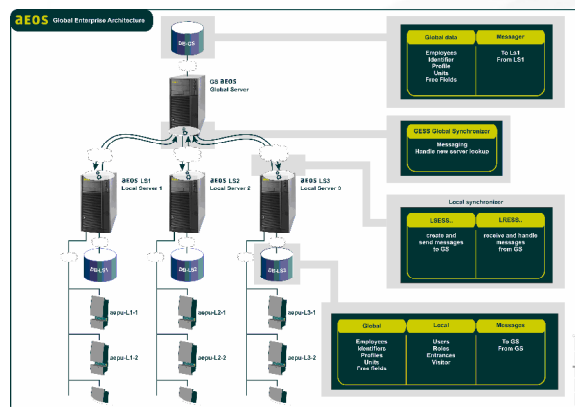 aeos Global Enterprise Architecture
DB-GS
GS aeos
Global Server
Global data
Messager
Employees
Identifier
Profile
Units
Free Fields
To Ls1
From LS1
GESS Global Synchronizer
Messaging
Handle new server lookup
aeos LS1
Local Server 1
aeos LS2
Local Server 2
aeos LS3
Local Server 3
Local synchronizer
LSESS..
LRESS..
create and
send messages
to GS
receive and handle
messages
from GS
DB-LS1
DB-LS2
DB-LS3
aepu-L1-1
aepu-L2-1
aepu-L3-1
aepu-L1-2
aepu-L2-2
aepu-L3-2
Global
Local
Messages
Employees
Identifiers
Profiles
Units
Free fields
Users
Roles
Entrances
Visitor
To GS
From GS